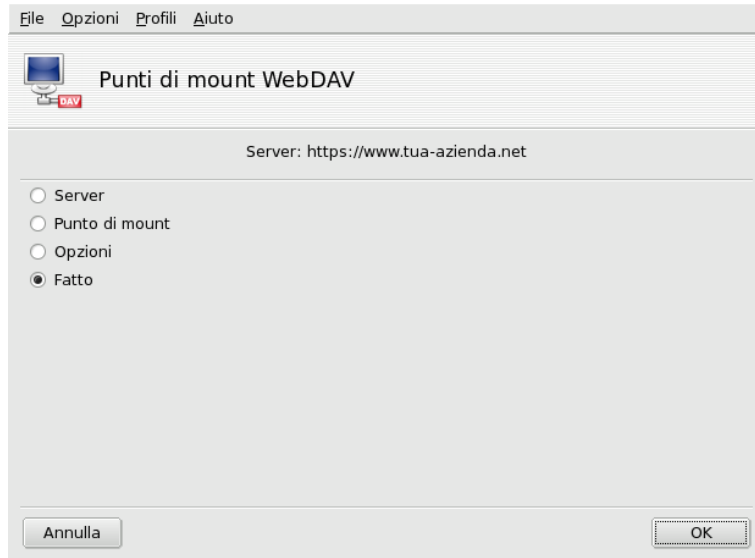 File Opzioni Profili Aiuto
DAV
Punti di mount WebDAV
Server: https://www.tua-azienda.net
Server
Punto di mount
Opzioni
Fatto
Annulla OK